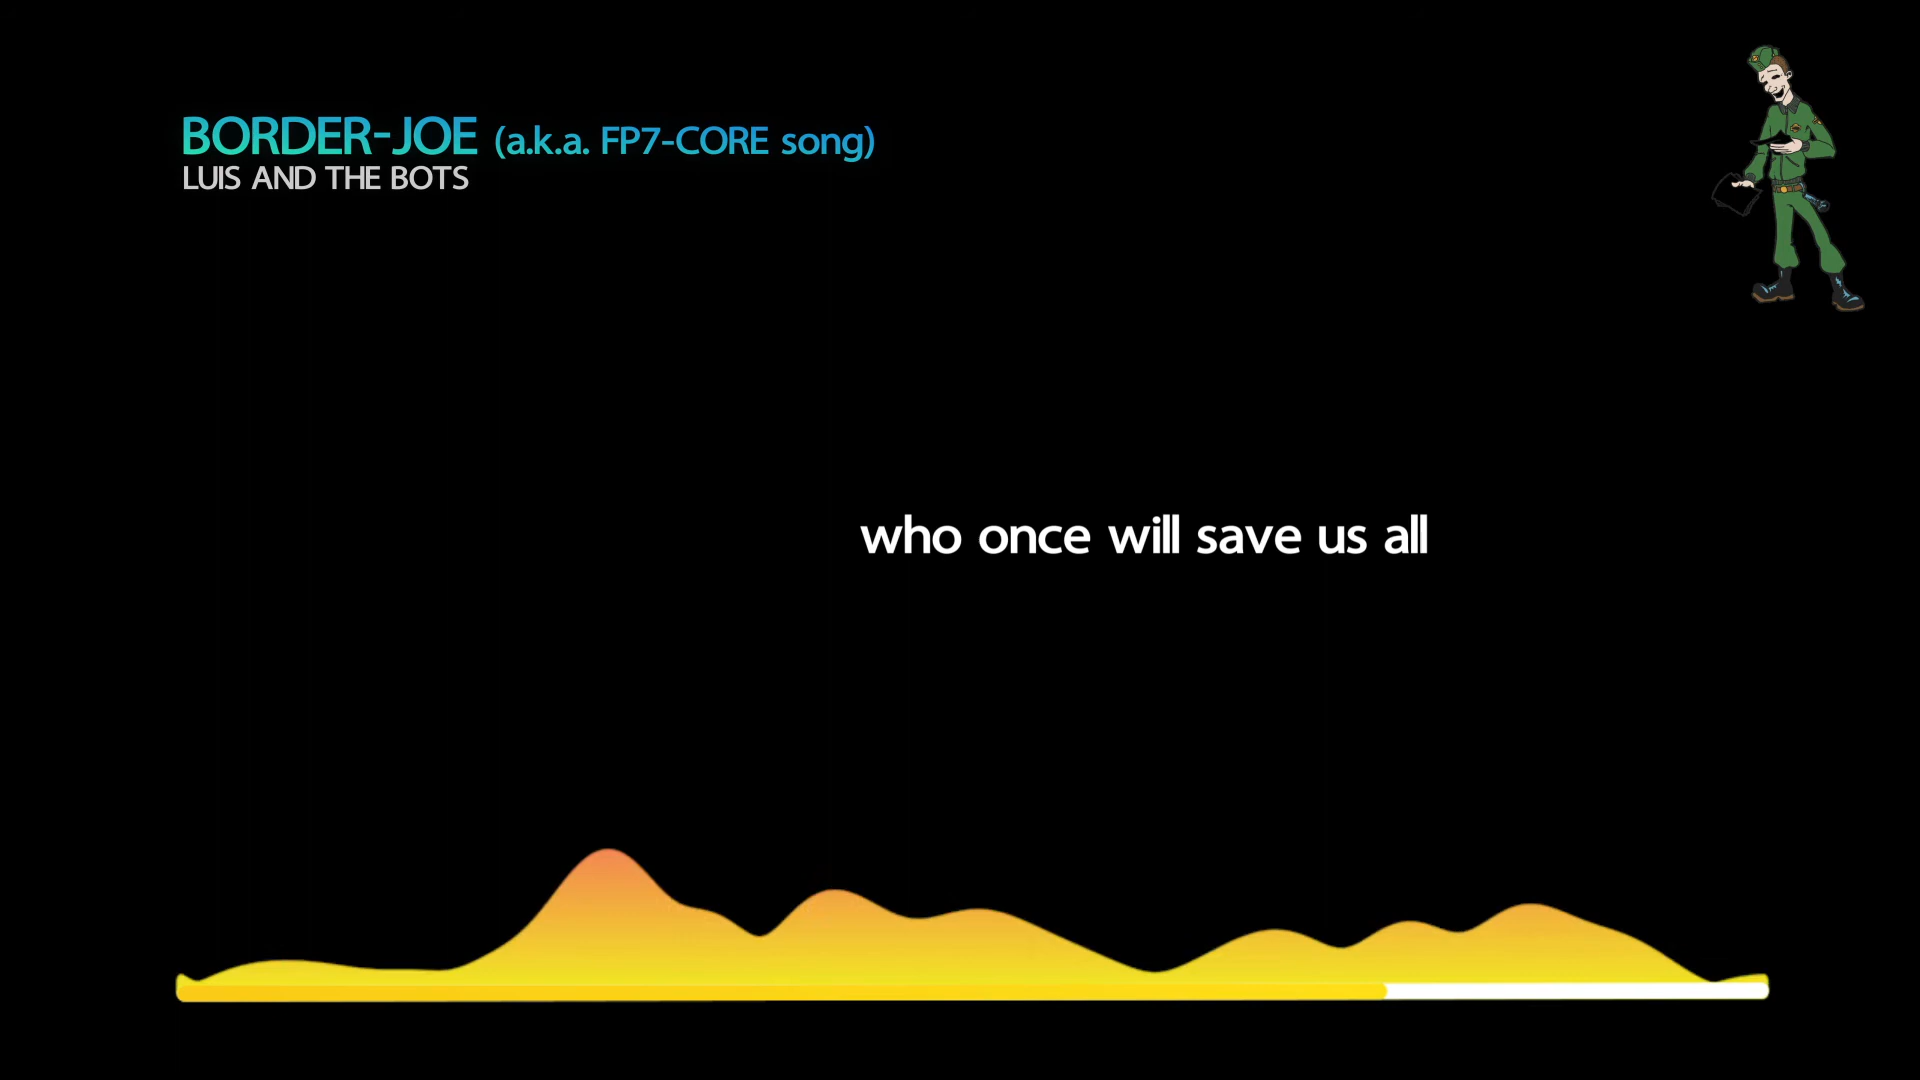 BORDER-JOE (a.k.a. FP7-CORE song)
LUIS AND THE BOTS
who once will save us all